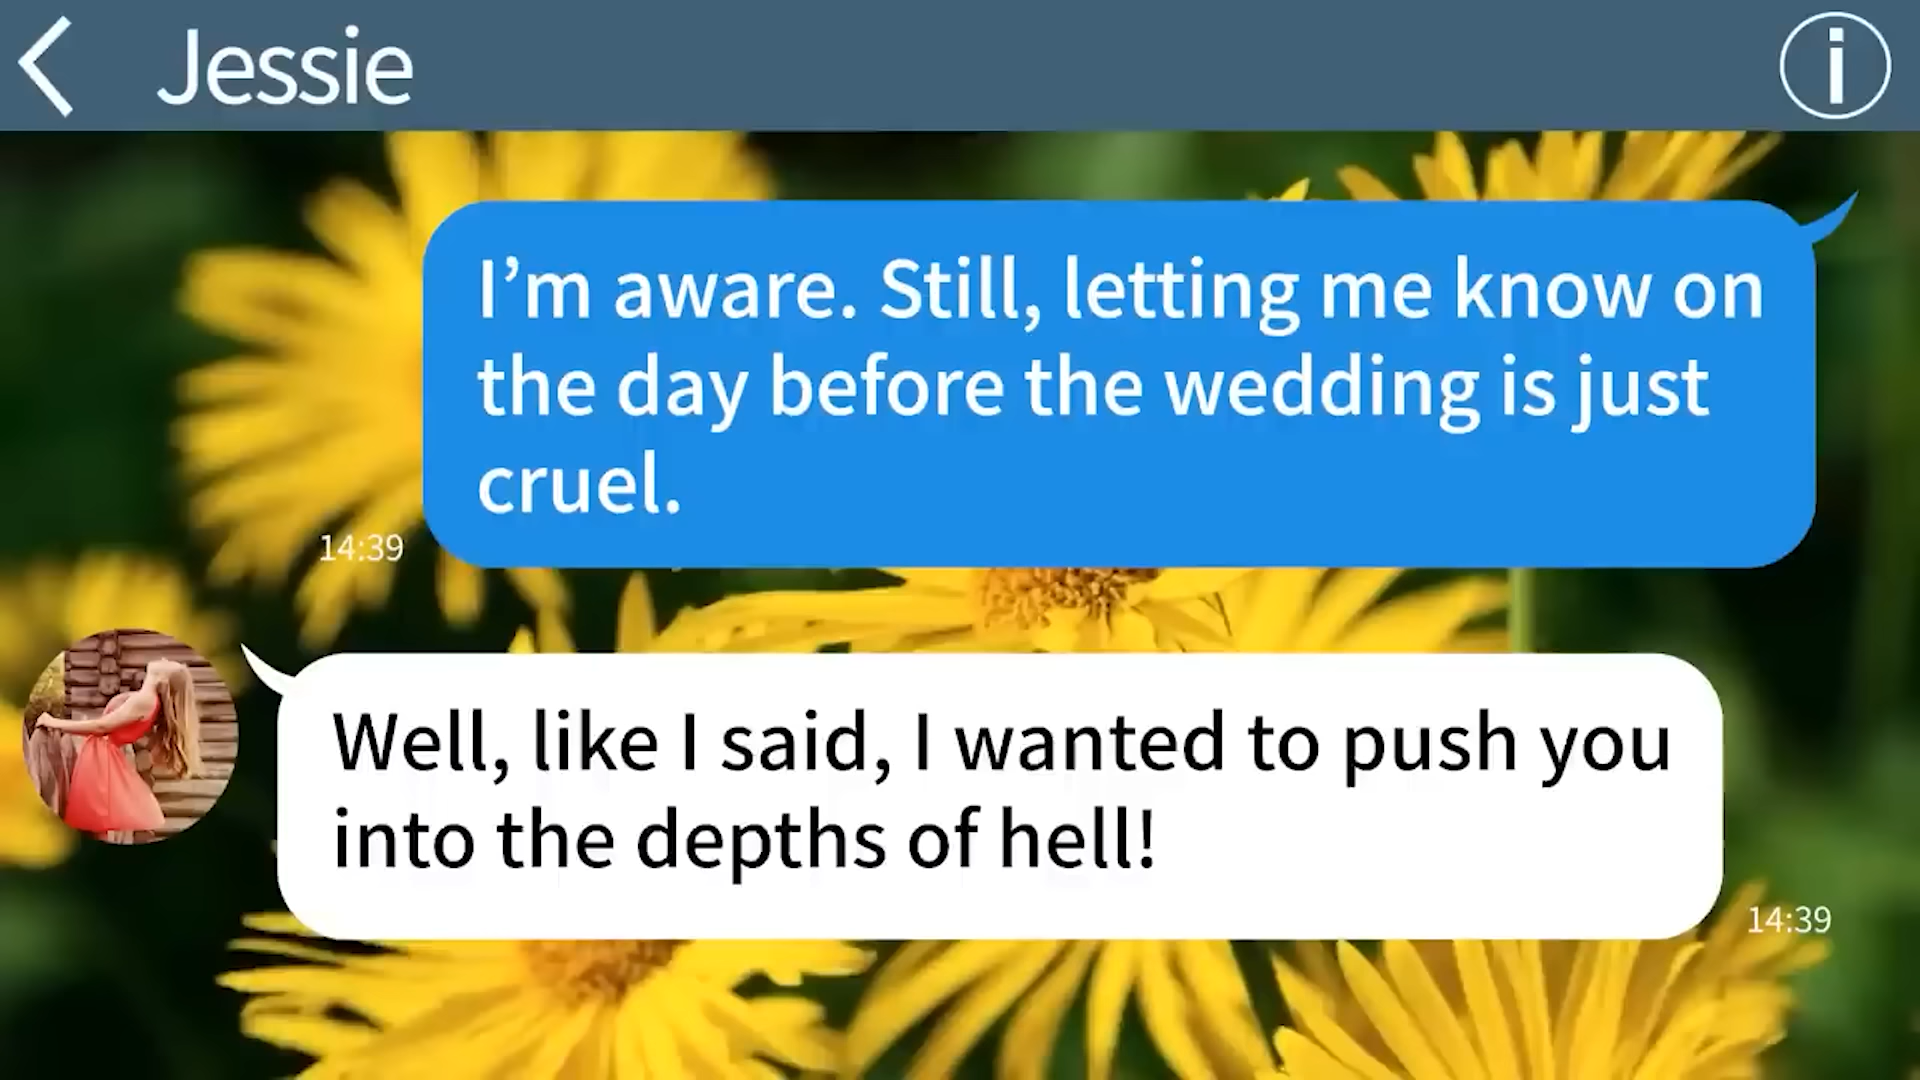 Jessie
I’m aware. Still, letting me know on
the day before the wedding is just
cruel.
14:39
Well, like I said, I wanted to push you
into the depths of hell!
14:39